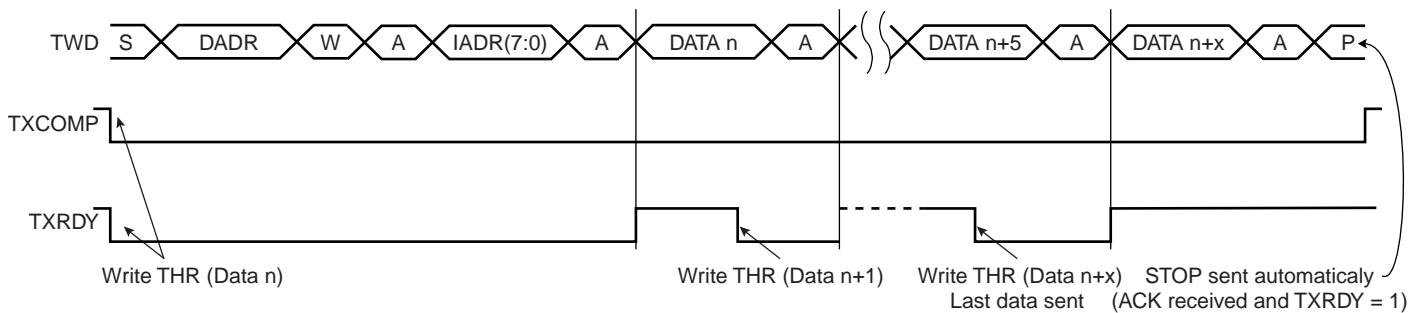 TWD S DADR W A IADR(7:0) A DATA n A DATA n+5 A DATA n+x A P
TXCOMP
TXRDY
Write THR (Data n) Write THR (Data n+1) Write THR (Data n+x) STOP sent automaticaly
Last data sent (ACK received and TXRDY = 1)